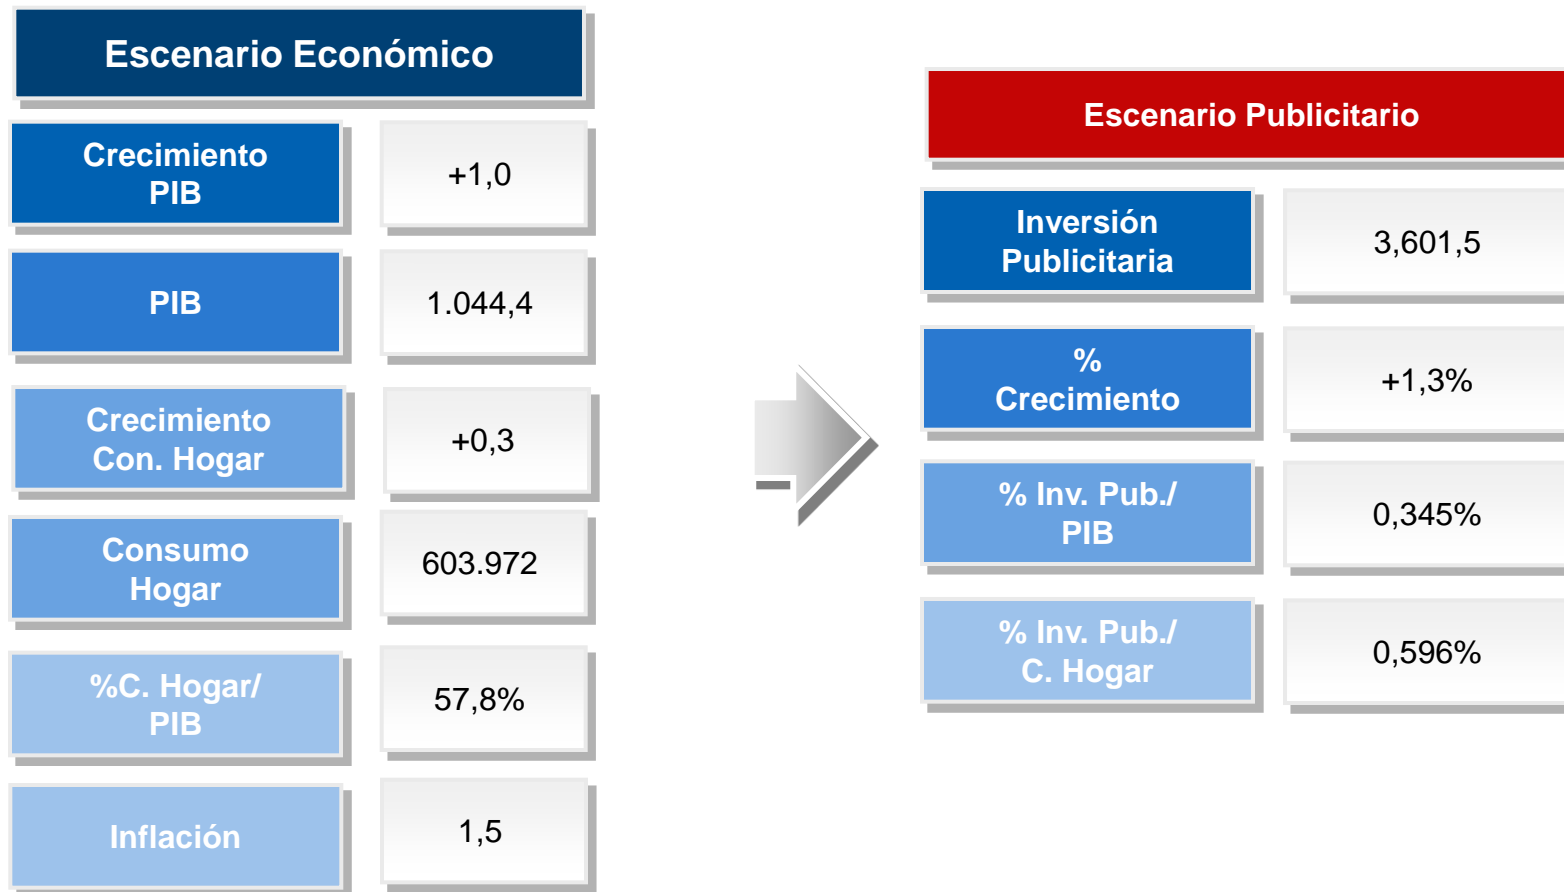 Escenario Económico
Crecimiento
PIB
+1,0
PIB
1.044,4
Crecimiento
Con. Hogar
+0,3
Consumo
Hogar
603.972
%C. Hogar/
PIB
57,8%
Inflación
1,5
Escenario Publicitario
Inversión
Publicitaria
3,601,5
%
Crecimiento
+1,3%
% Inv. Pub./
PIB
0,345%
% Inv. Pub./
C. Hogar
0,596%